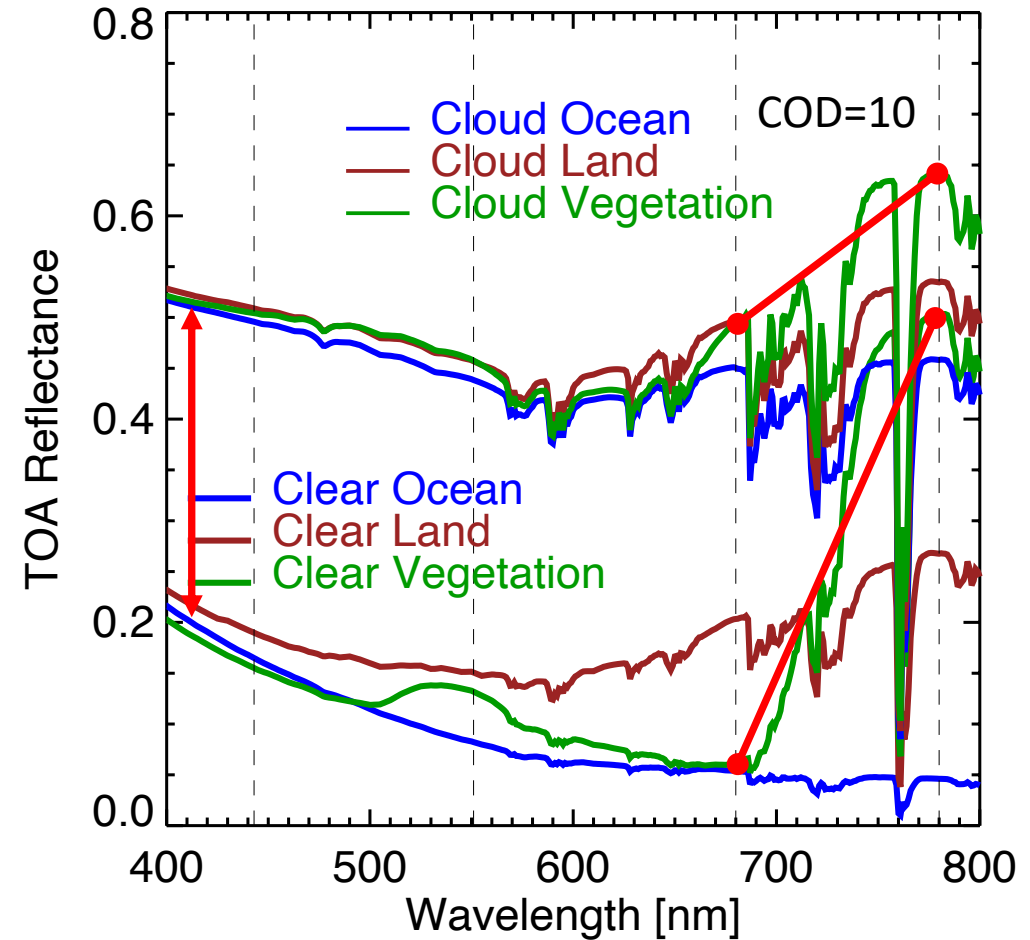 0.8
COD=10
Cloud Ocean
Cloud Land
Cloud Vegetation
0.6
TOA Reflectance
0.4
Clear Ocean
Clear Land
Clear Vegetation
0.2
0.0
400 500 600 700 800
Wavelength [nm]